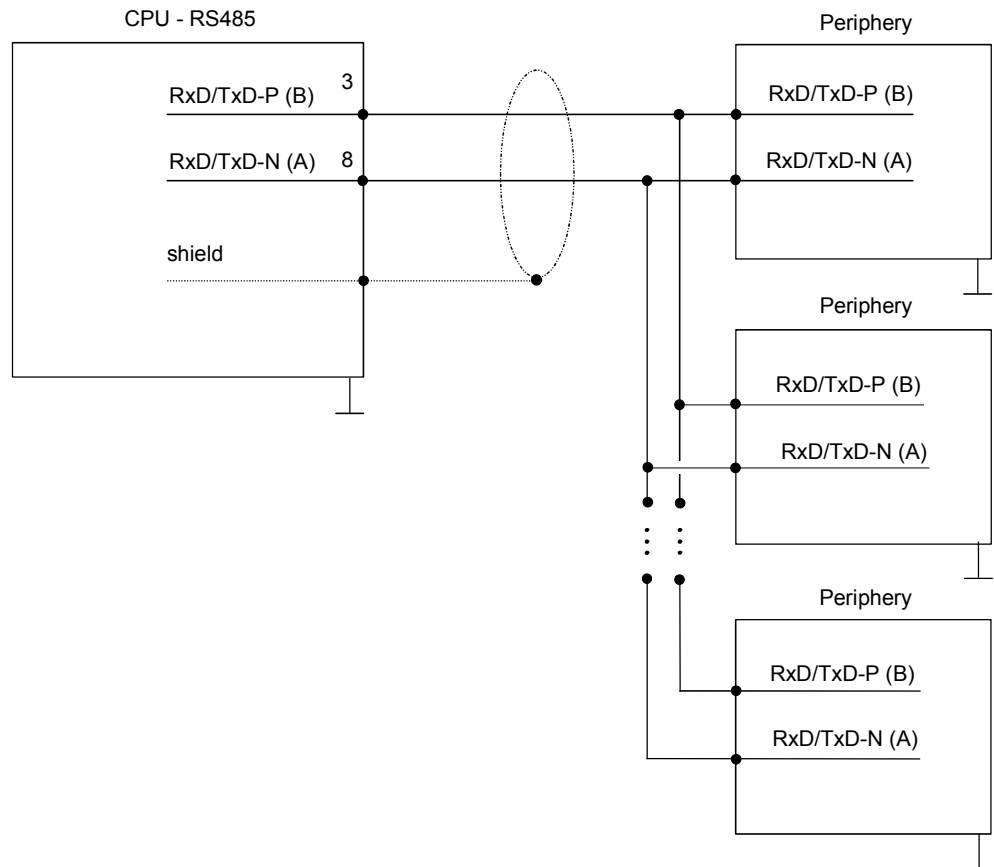 CPU - RS485
Periphery
RxD/TxD-P (B)
3
RxD/TxD-P (B)
RxD/TxD-N (A)
8
RxD/TxD-N (A)
shield
Periphery
RxD/TxD-P (B)
RxD/TxD-N (A)
Periphery
RxD/TxD-P (B)
RxD/TxD-N (A)